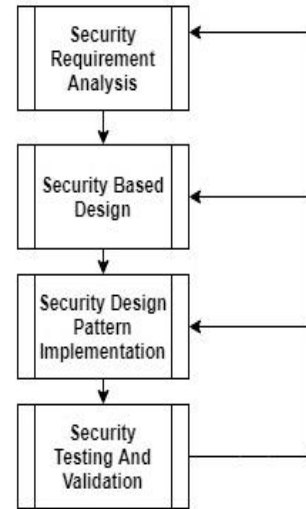 Security
Requirement
Analysis
Security Based
Design
Security Design
Pattern
Implementation
Security
Testing And
Validation